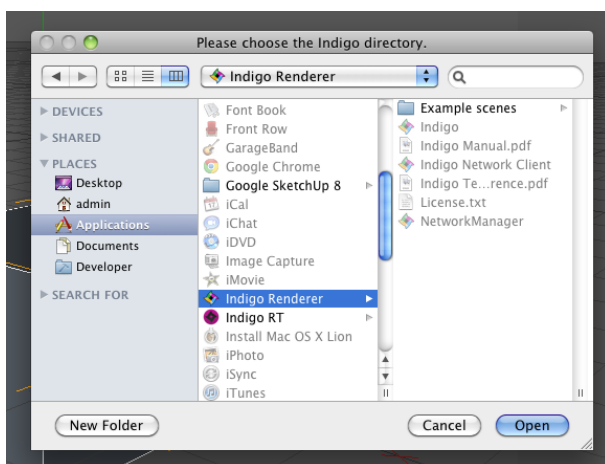 Please choose the Indigo directory.
Indigo Renderer
DEVICES
SHARED
PLACES
Desktop
admin
Applications
Documents
Developer
SEARCH FOR
Font Book
Front Row
GarageBand
Google Chrome
Google SketchUp 8
iCal
iChat
iDVD
Image Capture
iMovie
Indigo Renderer
Indigo RT
Install Mac OS X Lion
iPhoto
iSync
iTunes
Example scenes
Indigo
Indigo Manual.pdf
Indigo Network Client
Indigo Te...rence.pdf
License.txt
NetworkManager
New Folder
Cancel
Open